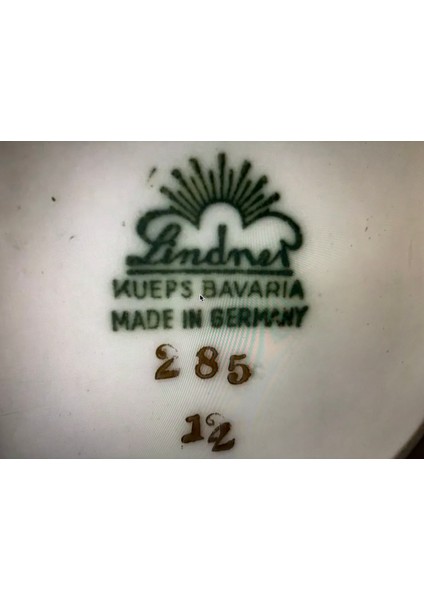 Lindner
KUEPS BAVARIA
MADE IN GERMANY
285
12